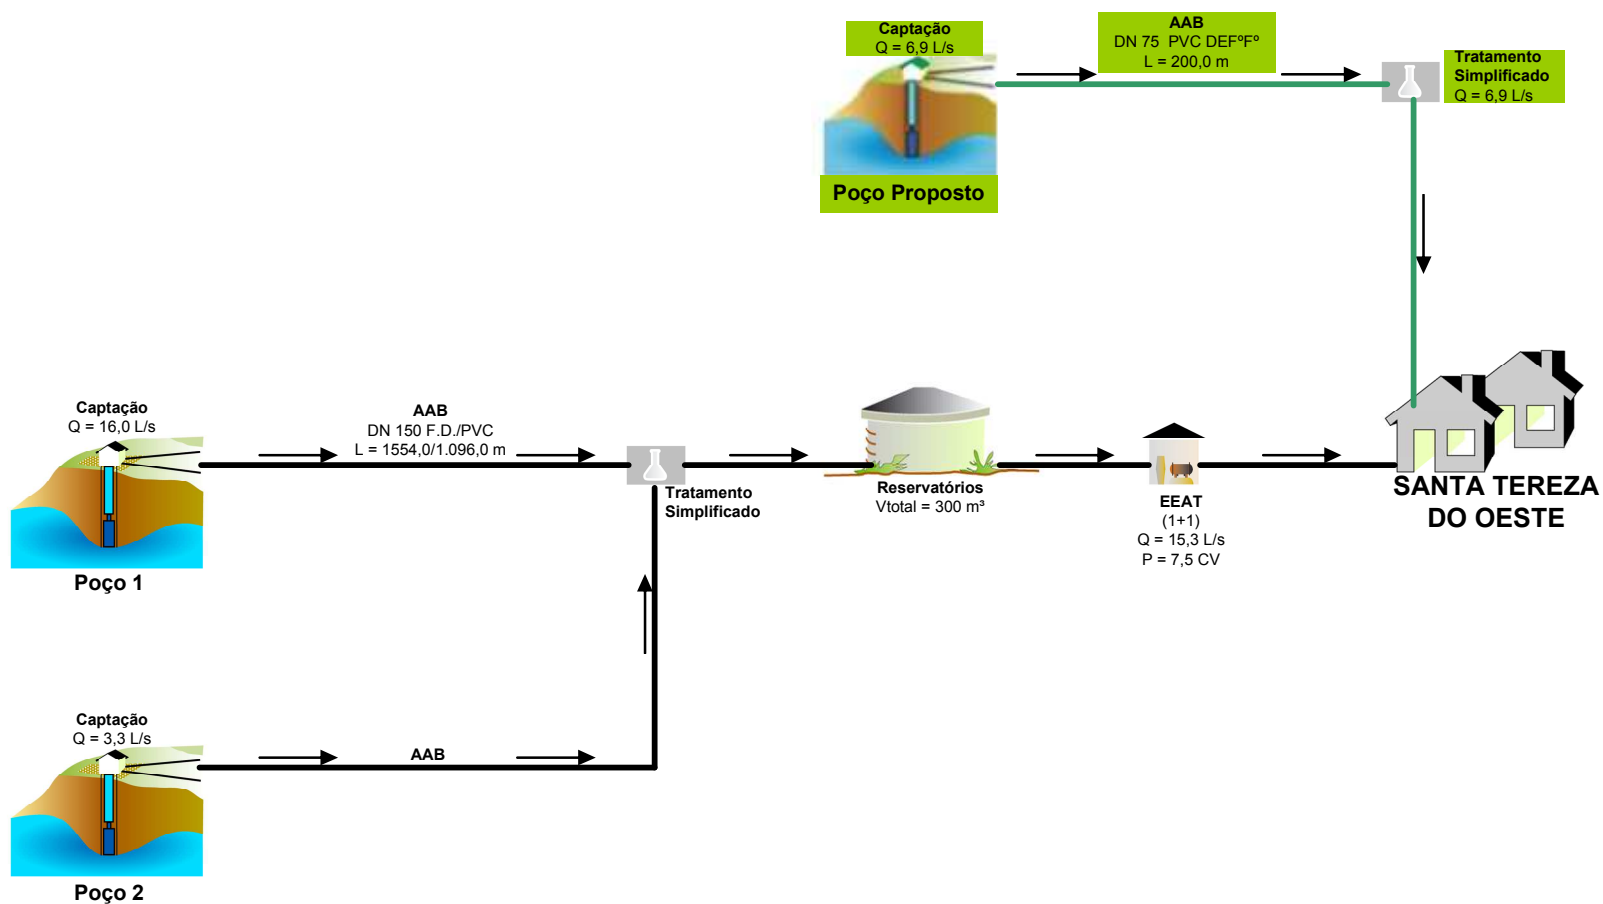 Captação
Q = 6,9 L/s
AAB
DN 75  PVC DEFºFº
L = 200,0 m
Tratamento
Simplificado
Q = 6,9 L/s
Poço Proposto
Captação
Q = 16,0 L/s
AAB
DN 150 F.D./PVC
L = 1554,0/1.096,0 m
Tratamento
Simplificado
Reservatórios
Vtotal = 300 m³
EEAT
(1+1)
Q = 15,3 L/s
P = 7,5 CV
SANTA TEREZA
DO OESTE
Poço 1
Captação
Q = 3,3 L/s
AAB
Poço 2